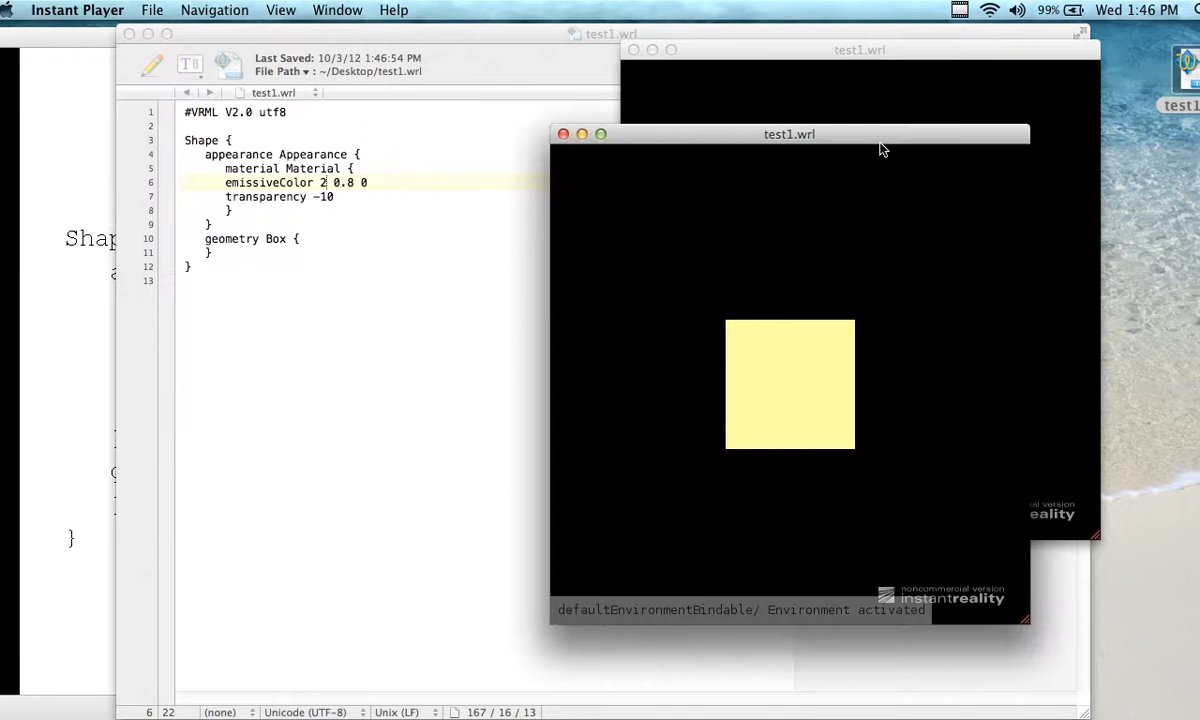 Instant Player File Navigation View Window Help
99% Wed 1:46 PM
test1.wrl
Last Saved: 10/3/12 1:46:54 PM
File Path ▾ : ~/Desktop/test1.wrl
test1.wrl
1 #VRML V2.0 utf8
2
3 Shape {
4 appearance Appearance {
5 material Material {
6 emissiveColor 2 0.8 0
7 transparency -10
8 }
9 }
10 geometry Box {
11 }
12 }
13
6 22 (none) Unicode (UTF-8) Unix (LF) 167 / 16 / 13
Shap
}
test1.wrl
eality
test1.wrl
noncommercial version
instantreality
defaultEnvironmentBindable/ Environment activated
test1